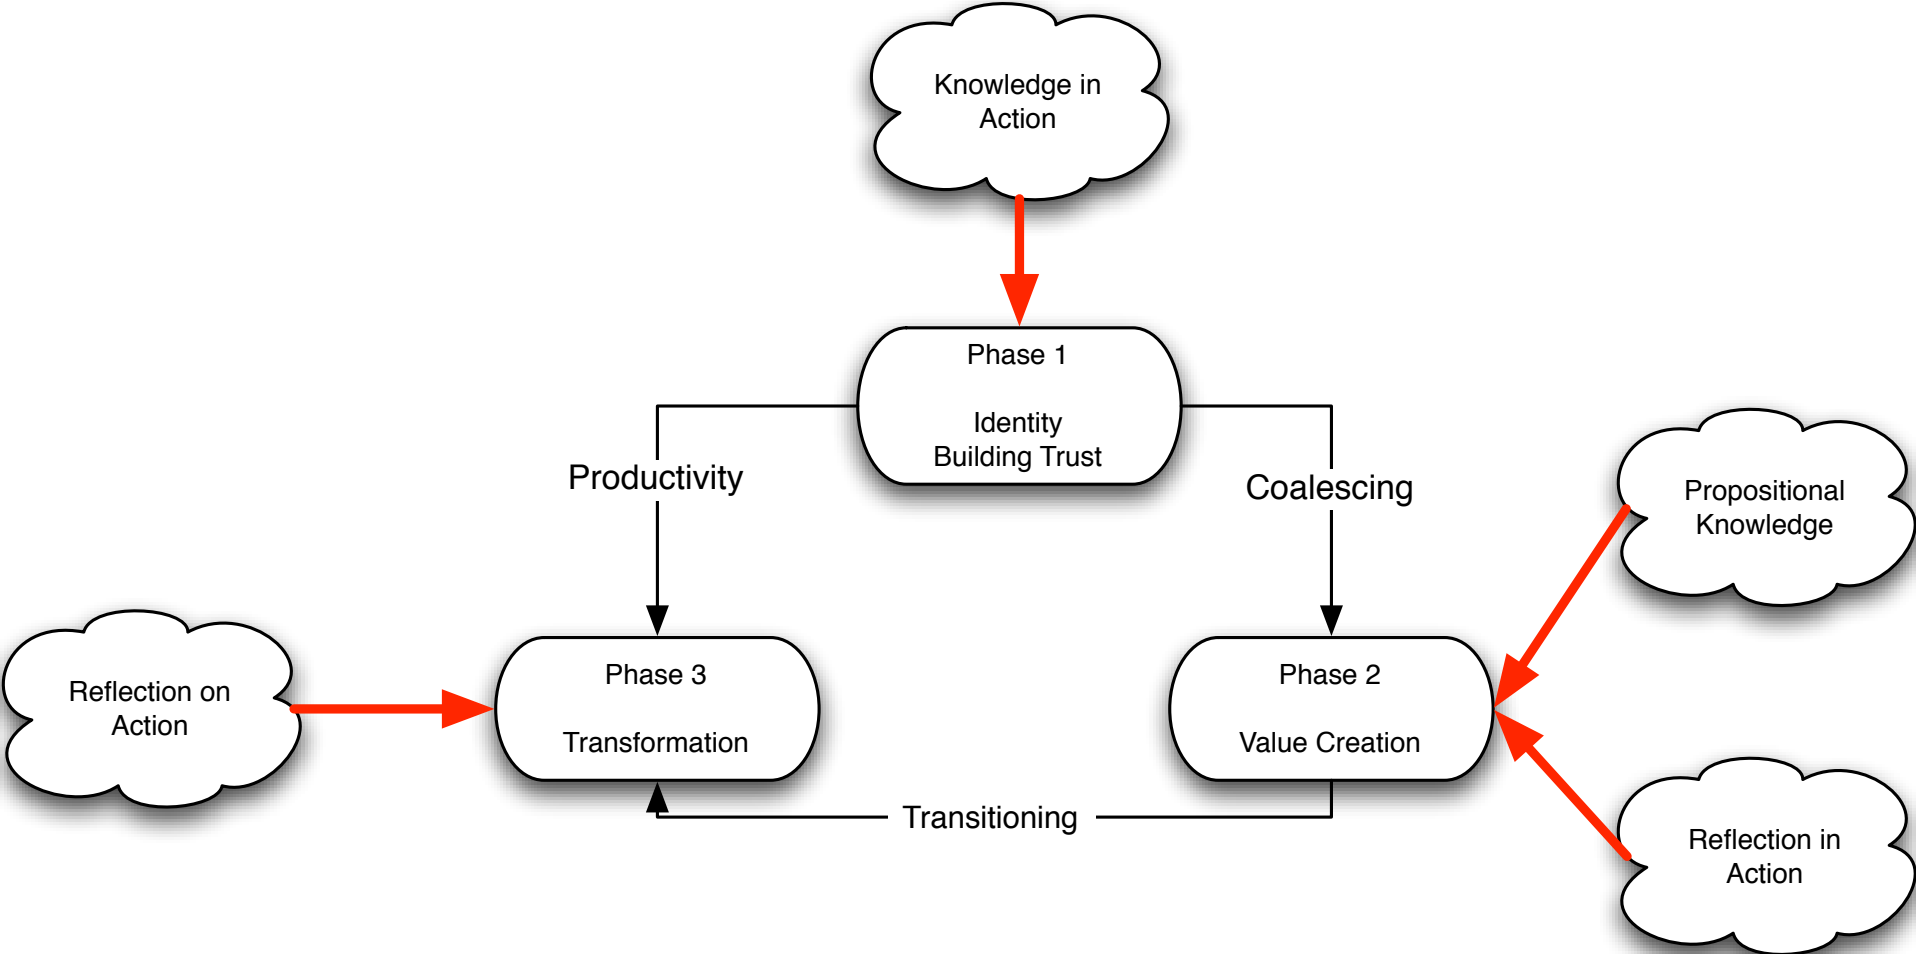 Knowledge in
Action
Phase 1
Identity
Building Trust
Productivity
Coalescing
Propositional
Knowledge
Reflection on
Action
Phase 3
Transformation
Phase 2
Value Creation
Transitioning
Reflection in
Action